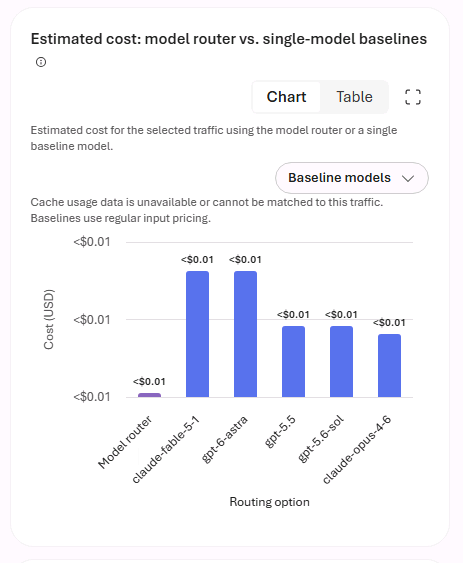 Estimated cost: model router vs. single-model baselines
Chart
Table
Estimated cost for the selected traffic using the model router or a single
baseline model.
Baseline models
Cache usage data is unavailable or cannot be matched to this traffic.
Baselines use regular input pricing.
<$0.01
<$0.01
<$0.01
Cost (USD)
<$0.01
<$0.01
<$0.01
<$0.01
<$0.01
<$0.01
Model router
claude-fable-5-1
gpt-6-astra
gpt-5.5
gpt-5.6-sol
claude-opus-4-6
Routing option